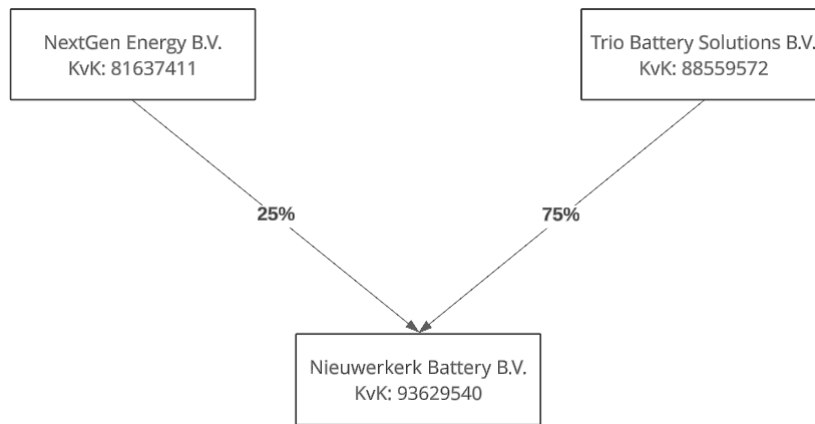 NextGen Energy B.V.
KvK: 81637411
Trio Battery Solutions B.V.
KvK: 88559572
25%
75%
Nieuwerkerk Battery B.V.
KvK: 93629540